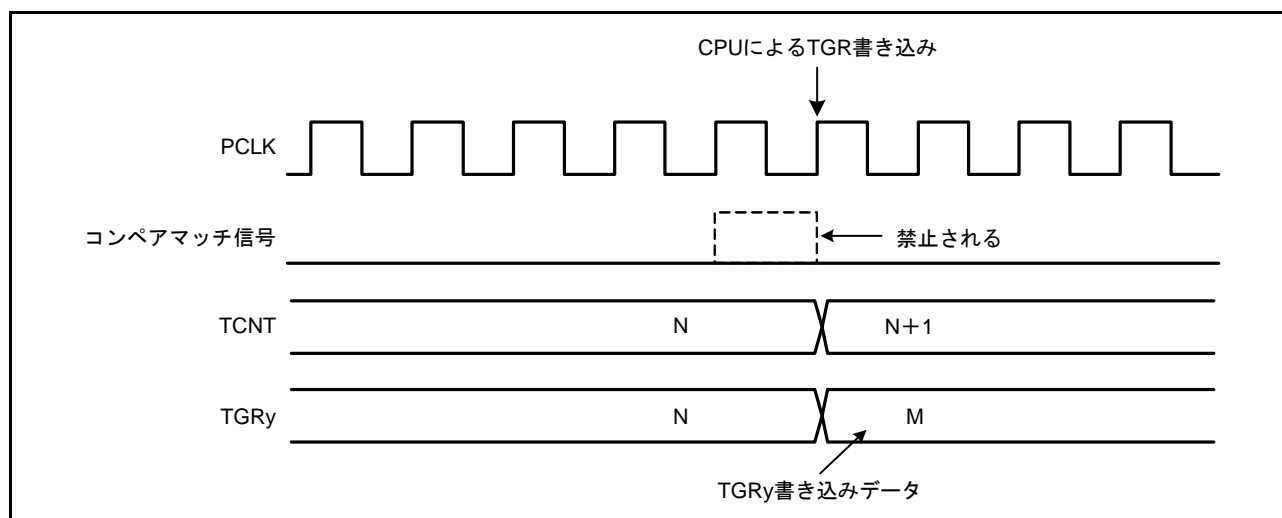 CPUによるTGR書き込み
PCLK
コンペアマッチ信号
禁止される
TCNT
N
N+1
TGRy
N
M
TGRy書き込みデータ